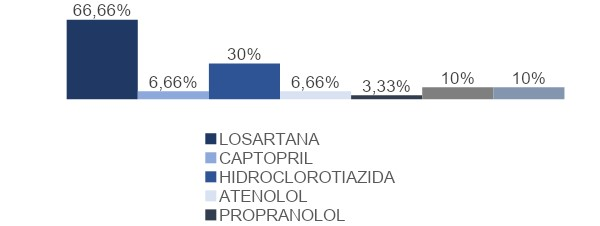 66,66%
6,66%
30%
6,66%
3,33%
10%
10%
LOSARTANA
CAPTOPRIL
HIDROCLOROTIAZIDA
ATENOLOL
PROPRANOLOL